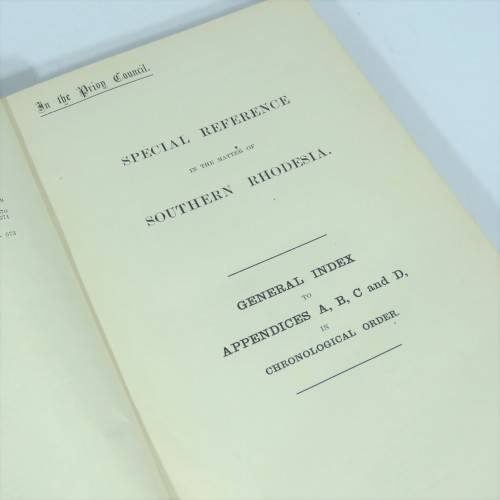 In the Privy Council.
SPECIAL REFERENCE
IN THE MATTER OF
SOUTHERN RHODESIA.
GENERAL INDEX
TO
APPENDICES A, B, C and D,
IN
CHRONOLOGICAL ORDER.